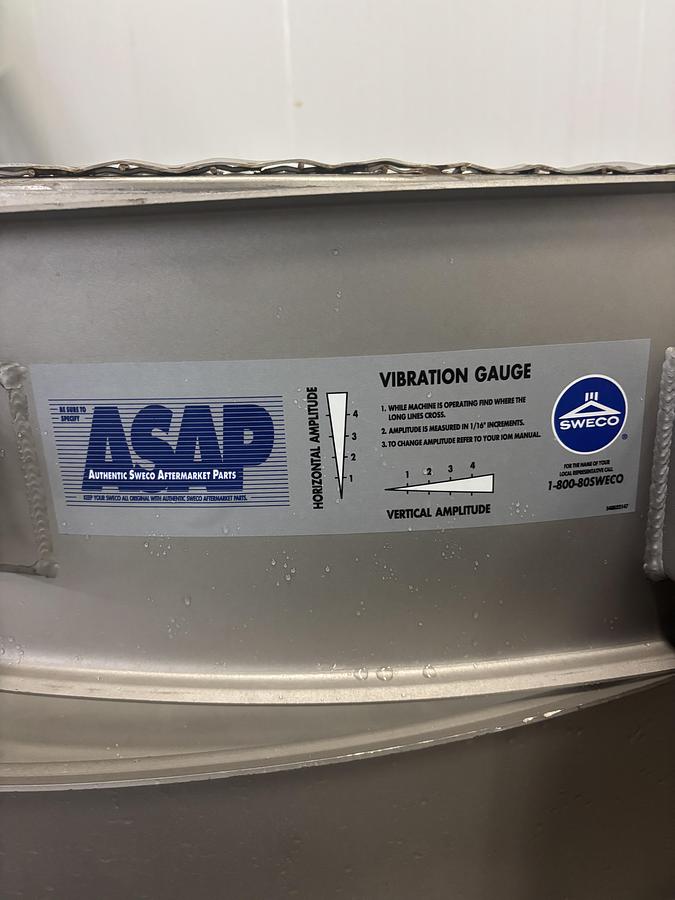 BE SURE TO
SPECIFY
ASAP
AUTHENTIC SWECO AFTERMARKET PARTS
KEEP YOUR SWECO ALL ORIGINAL WITH AUTHENTIC SWECO AFTERMARKET PARTS.
HORIZONTAL AMPLITUDE
4
3
2
1
VIBRATION GAUGE
1. WHILE MACHINE IS OPERATING FIND WHERE THE
LONG LINES CROSS.
2. AMPLITUDE IS MEASURED IN 1/16" INCREMENTS.
3. TO CHANGE AMPLITUDE REFER TO YOUR IOM MANUAL.
1 2 3 4
VERTICAL AMPLITUDE
SWECO
®
FOR THE NAME OF YOUR
LOCAL REPRESENTATIVE CALL
1-800-80SWECO